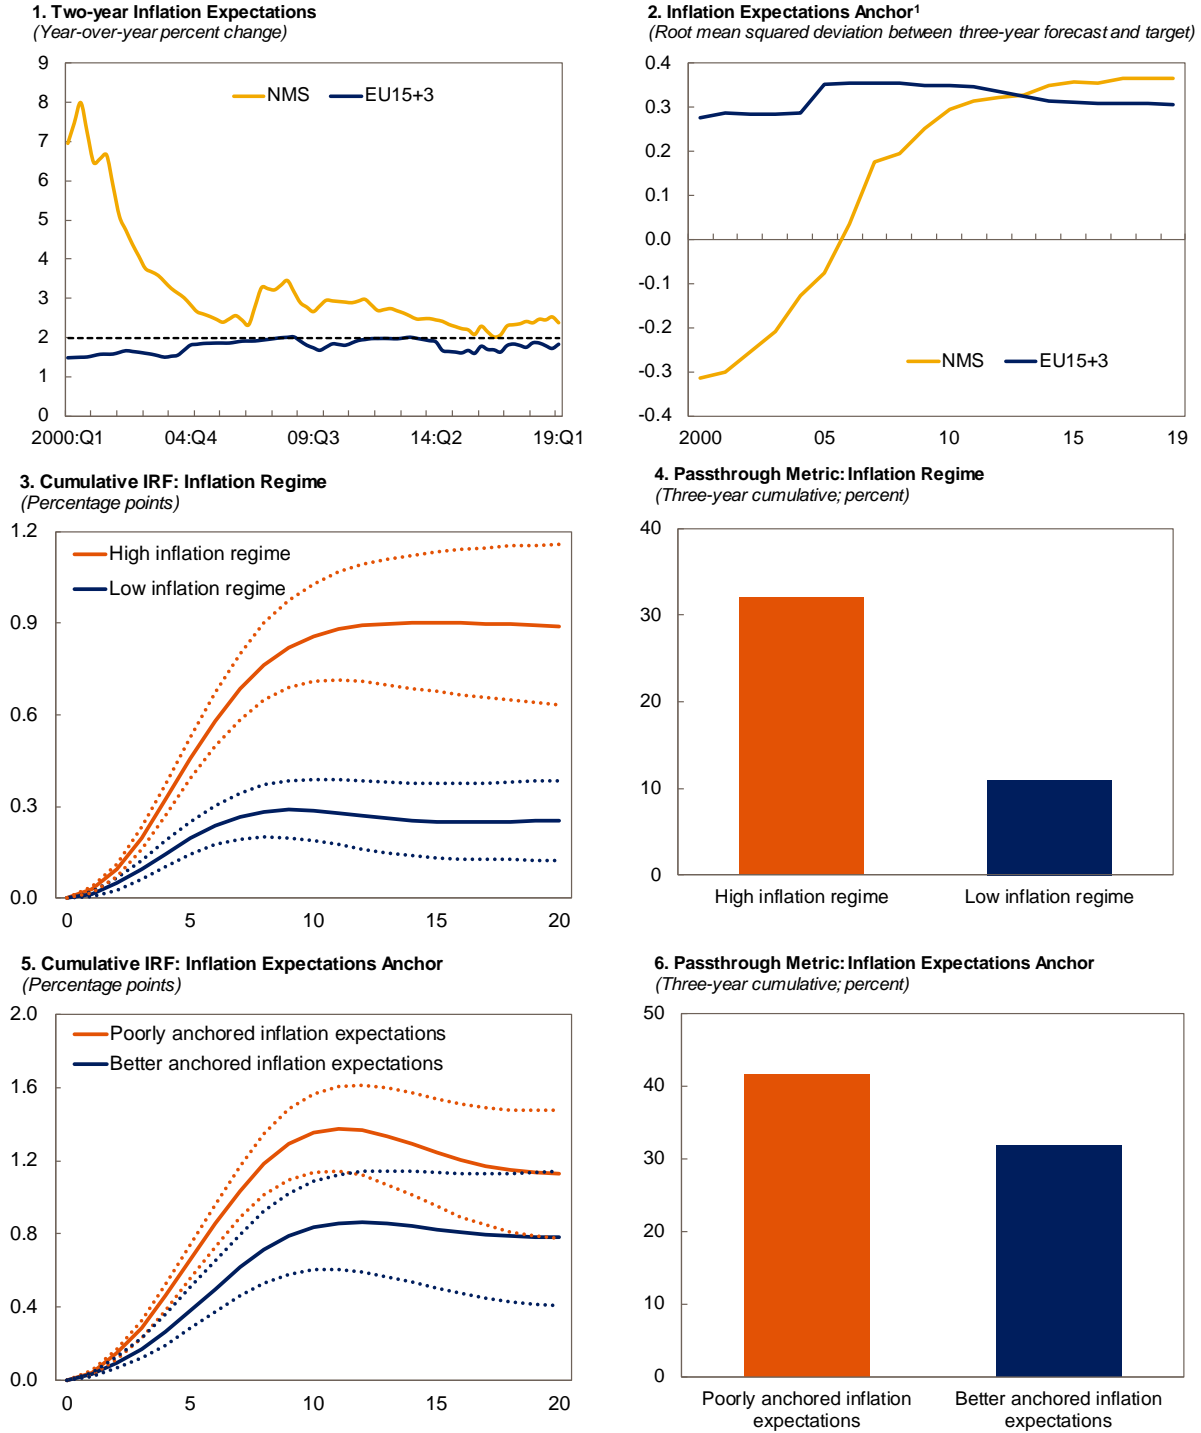 1. Two-year Inflation Expectations
(Year-over-year percent change)
9
8
7
6
5
4
3
2
1
0
NMS
EU15+3
2000:Q1
04:Q4
09:Q3
14:Q2
19:Q1
2. Inflation Expectations Anchor¹
(Root mean squared deviation between three-year forecast and target)
0.4
0.3
0.2
0.1
0.0
-0.1
-0.2
-0.3
-0.4
NMS
EU15+3
2000
05
10
15
19
3. Cumulative IRF: Inflation Regime
(Percentage points)
1.2
0.9
0.6
0.3
0.0
High inflation regime
Low inflation regime
0
5
10
15
20
4. Passthrough Metric: Inflation Regime
(Three-year cumulative; percent)
40
30
20
10
0
High inflation regime
Low inflation regime
5. Cumulative IRF: Inflation Expectations Anchor
(Percentage points)
2.0
1.6
1.2
0.8
0.4
0.0
Poorly anchored inflation expectations
Better anchored inflation expectations
0
5
10
15
20
6. Passthrough Metric: Inflation Expectations Anchor
(Three-year cumulative; percent)
50
40
30
20
10
0
Poorly anchored inflation
expectations
Better anchored inflation
expectations